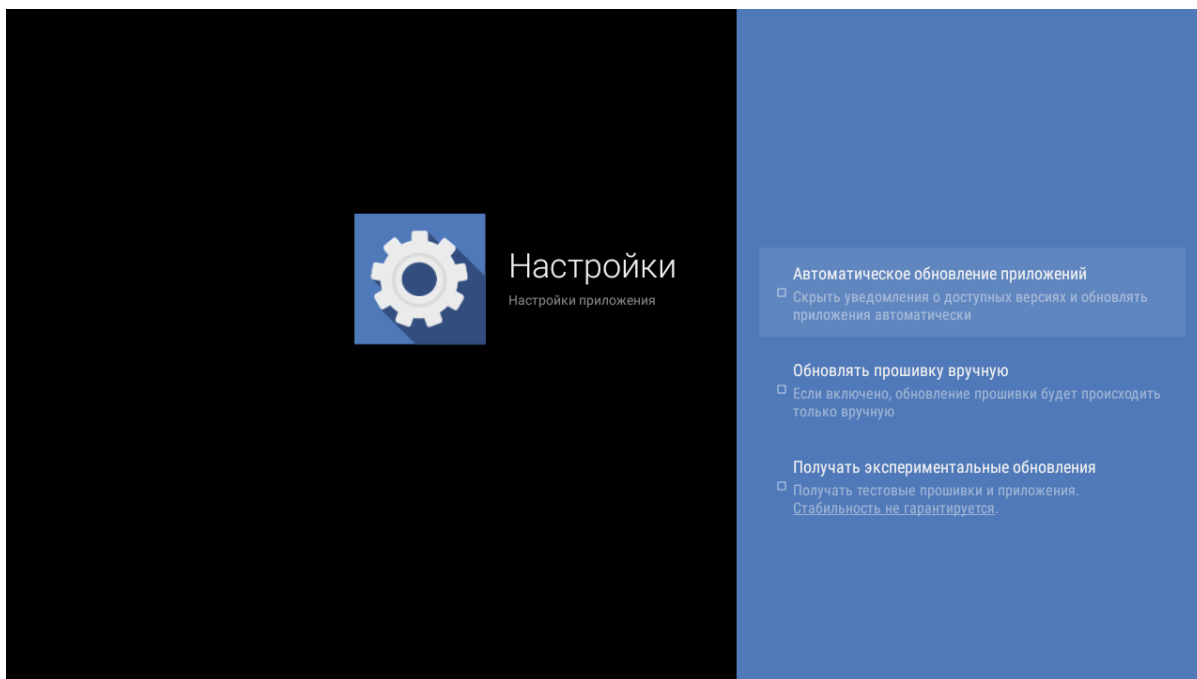 Настройки
Настройки приложения
Автоматическое обновление приложений
Скрыть уведомления о доступных версиях и обновлять
приложения автоматически
Обновлять прошивку вручную
Если включено, обновление прошивки будет происходить
только вручную
Получать экспериментальные обновления
Получать тестовые прошивки и приложения.
Стабильность не гарантируется.